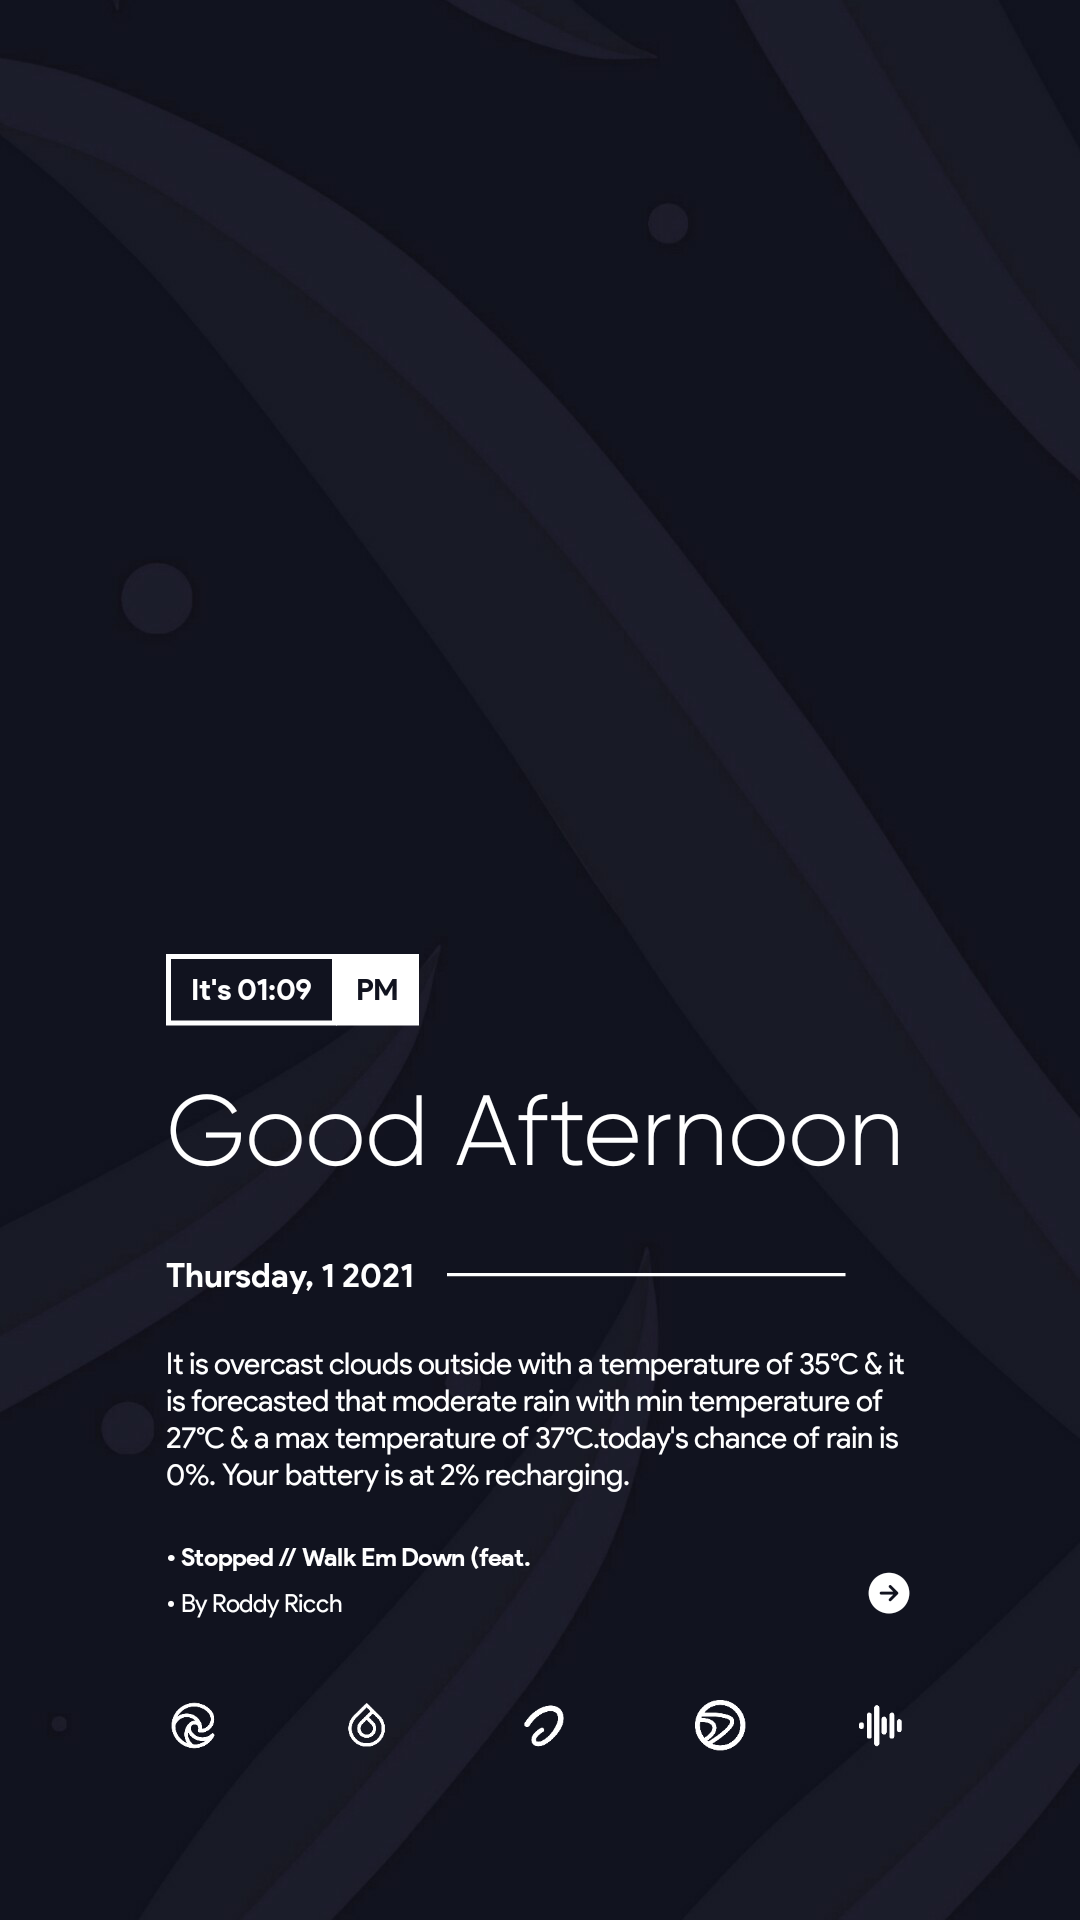 It's 01:09 PM
Good Afternoon
Thursday, 1 2021
It is overcast clouds outside with a temperature of 35°C & it
is forecasted that moderate rain with min temperature of
27°C & a max temperature of 37°C.today's chance of rain is
0%. Your battery is at 2% recharging.
• Stopped // Walk Em Down (feat.
• By Roddy Ricch